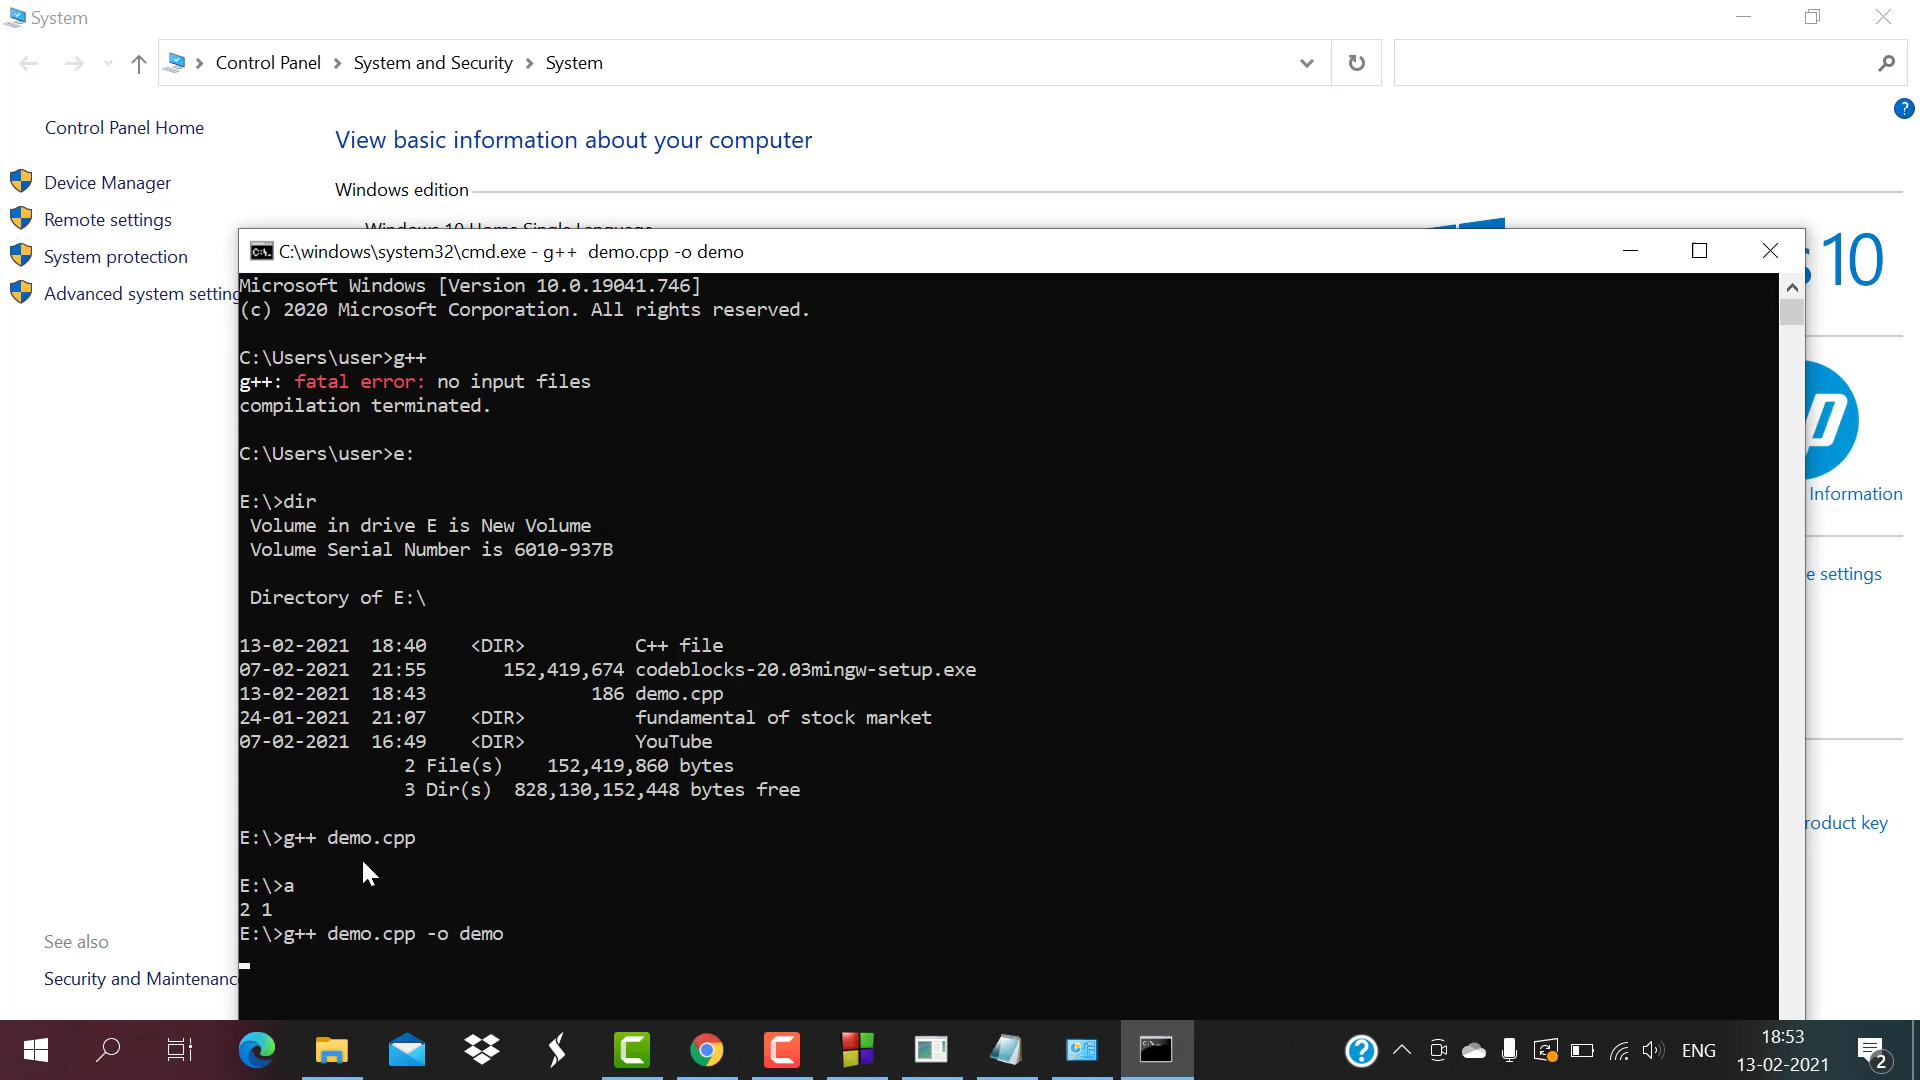 System
Control Panel > System and Security > System
Control Panel Home
View basic information about your computer
Device Manager
Windows edition
Remote settings
System protection
Advanced system setting
10
C:\windows\system32\cmd.exe - g++  demo.cpp -o demo
Microsoft Windows [Version 10.0.19041.746]
(c) 2020 Microsoft Corporation. All rights reserved.
C:\Users\user>g++
g++: fatal error: no input files
compilation terminated.
C:\Users\user>e:
E:\>dir
Volume in drive E is New Volume
Volume Serial Number is 6010-937B
Directory of E:\
13-02-2021  18:40    <DIR>          C++ file
07-02-2021  21:55       152,419,674 codeblocks-20.03mingw-setup.exe
13-02-2021  18:43               186 demo.cpp
24-01-2021  21:07    <DIR>          fundamental of stock market
07-02-2021  16:49    <DIR>          YouTube
2 File(s)    152,419,860 bytes
3 Dir(s)  828,130,152,448 bytes free
E:\>g++ demo.cpp
E:\>a
2 1
E:\>g++ demo.cpp -o demo
Information
e settings
roduct key
See also
Security and Maintenanc
ENG
18:53
13-02-2021
2